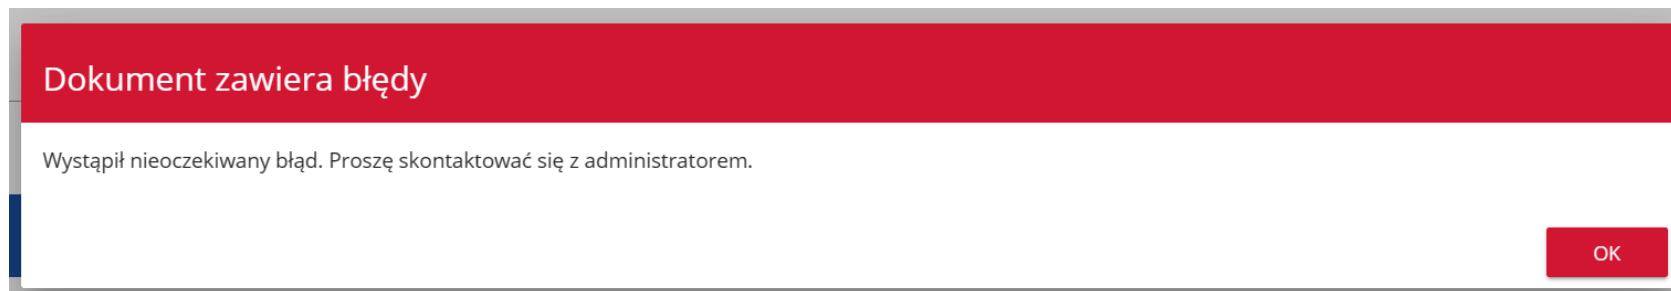 Dokument zawiera błędy
Wystąpił nieoczekiwany błąd. Proszę skontaktować się z administratorem.
OK